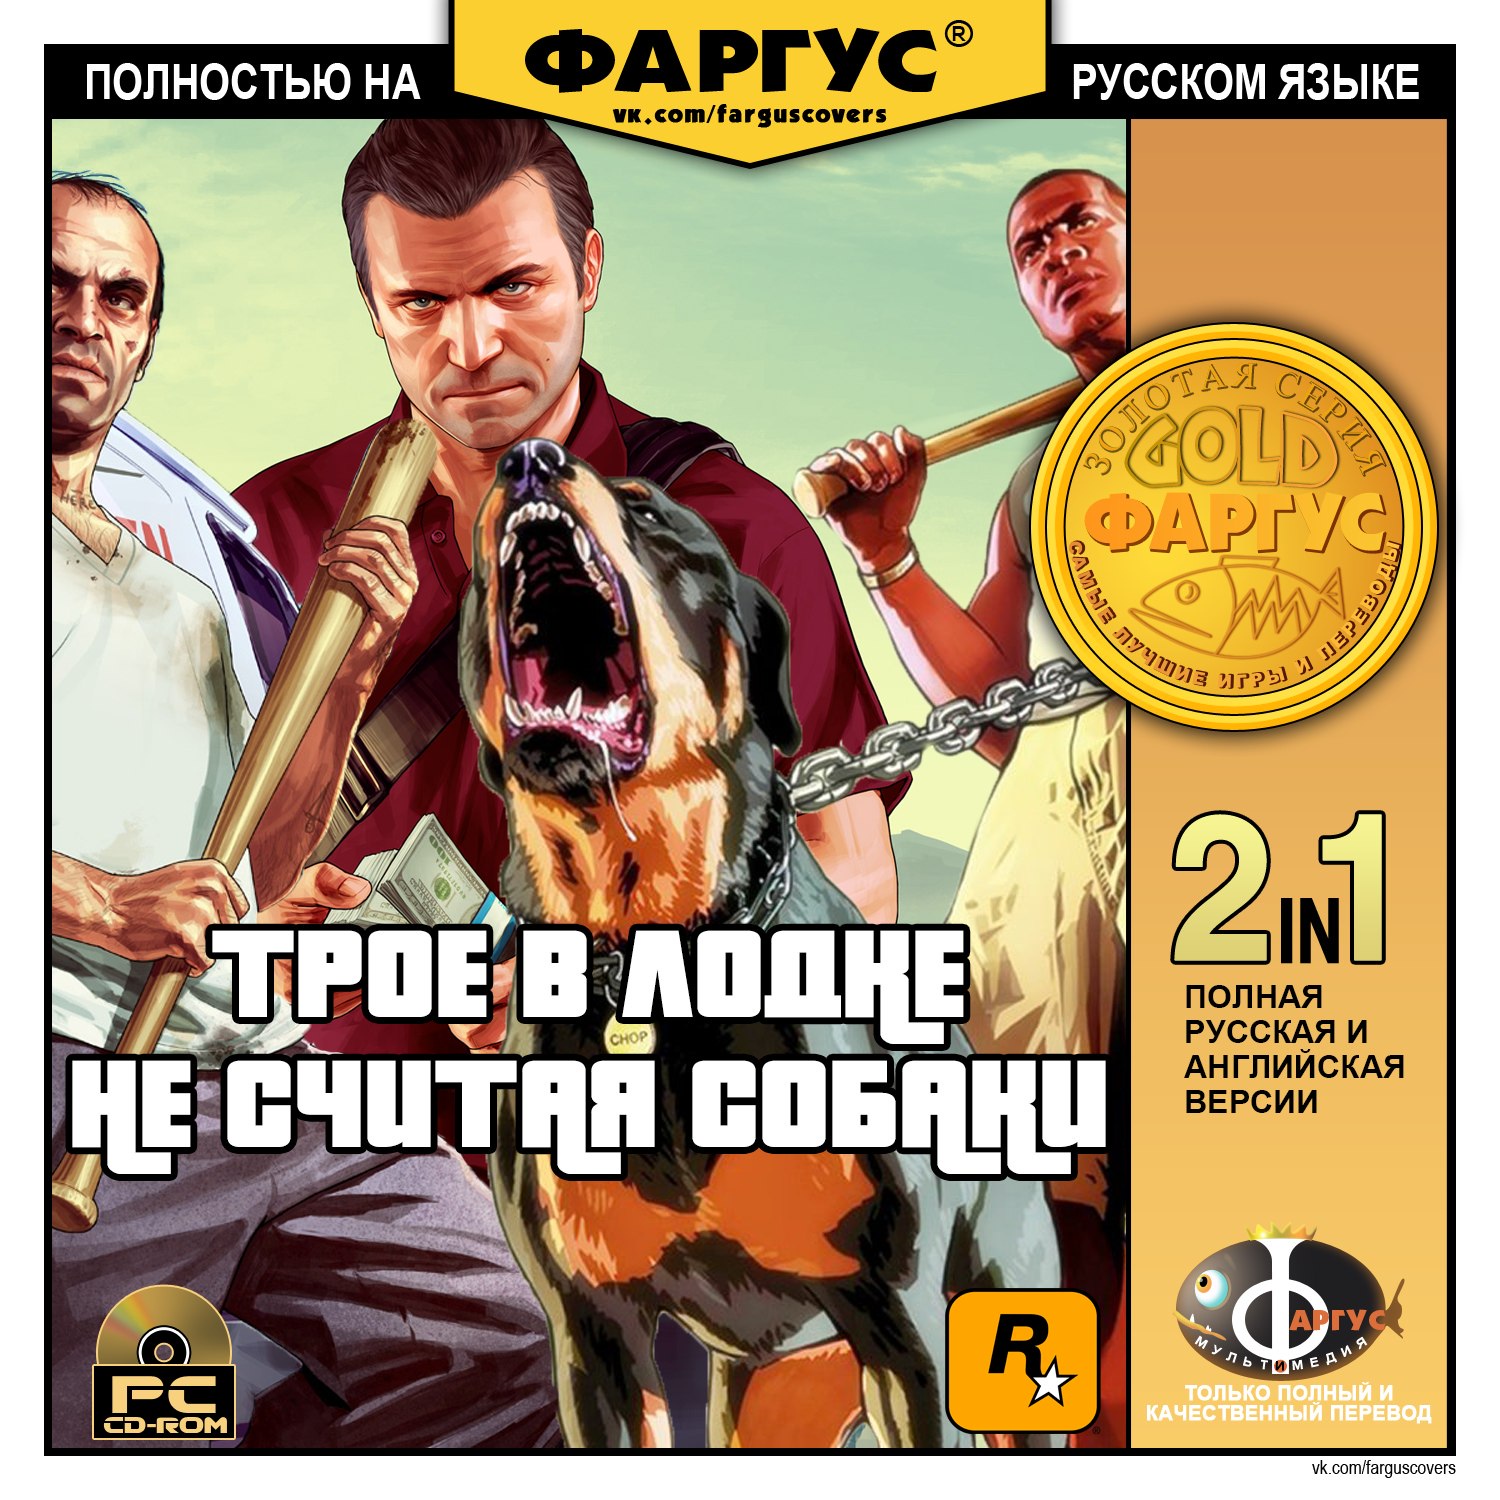 ФАРГУС®
vk.com/farguscovers
ПОЛНОСТЬЮ НА РУССКОМ ЯЗЫКЕ
ЗОЛОТАЯ СЕРИЯ
GOLD
ФАРГУС
САМЫЕ ЛУЧШИЕ ИГРЫ И ПЕРЕВОДЫ
2IN1
ПОЛНАЯ
РУССКАЯ И
АНГЛИЙСКАЯ
ВЕРСИИ
ТРОЕ В ЛОДКЕ
CHOP
НЕ СЧИТАЯ СОБАКИ
PC
CD-ROM
R
®
ФАРГУС
МУЛЬТИМЕДИЯ
ТОЛЬКО ПОЛНЫЙ И
КАЧЕСТВЕННЫЙ ПЕРЕВОД
vk.com/farguscovers